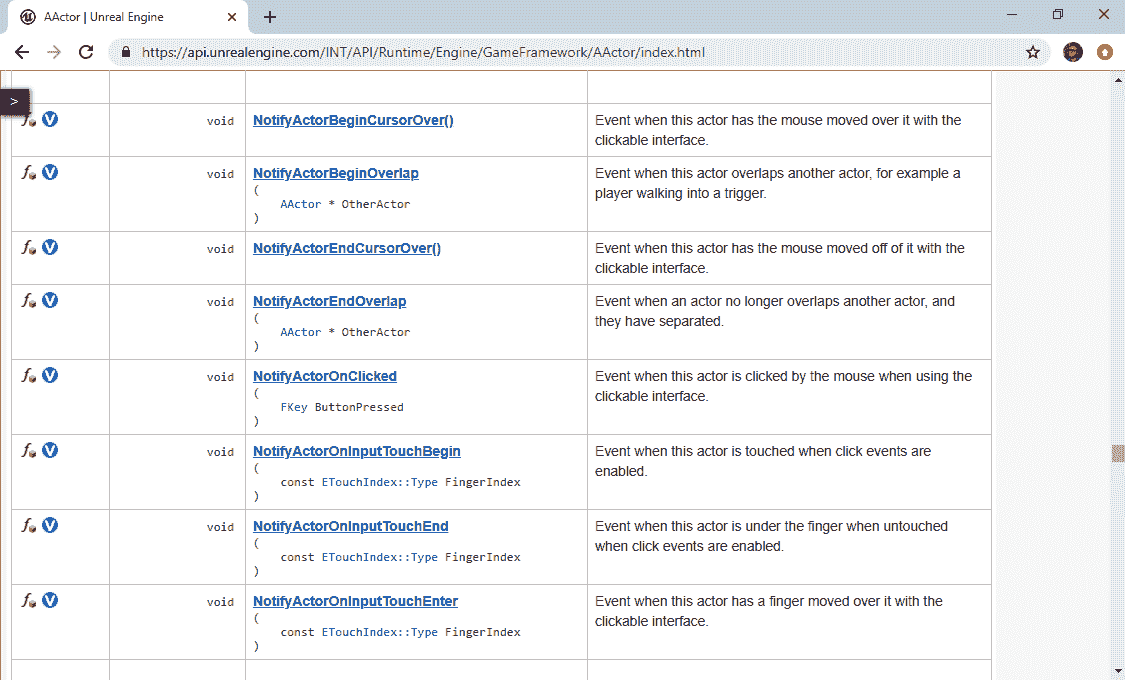 AActor | Unreal Engine
https://api.unrealengine.com/INT/API/Runtime/Engine/GameFramework/AActor/index.html
>
void NotifyActorBeginCursorOver() Event when this actor has the mouse moved over it with the
clickable interface.
void NotifyActorBeginOverlap Event when this actor overlaps another actor, for example a
( player walking into a trigger.
AActor * OtherActor
)
void NotifyActorEndCursorOver() Event when this actor has the mouse moved off of it with the
clickable interface.
void NotifyActorEndOverlap Event when an actor no longer overlaps another actor, and
( they have separated.
AActor * OtherActor
)
void NotifyActorOnClicked Event when this actor is clicked by the mouse when using the
( clickable interface.
FKey ButtonPressed
)
void NotifyActorOnInputTouchBegin Event when this actor is touched when click events are
( enabled.
const ETouchIndex::Type FingerIndex
)
void NotifyActorOnInputTouchEnd Event when this actor is under the finger when untouched
( when click events are enabled.
const ETouchIndex::Type FingerIndex
)
void NotifyActorOnInputTouchEnter Event when this actor has a finger moved over it with the
( clickable interface.
const ETouchIndex::Type FingerIndex
)